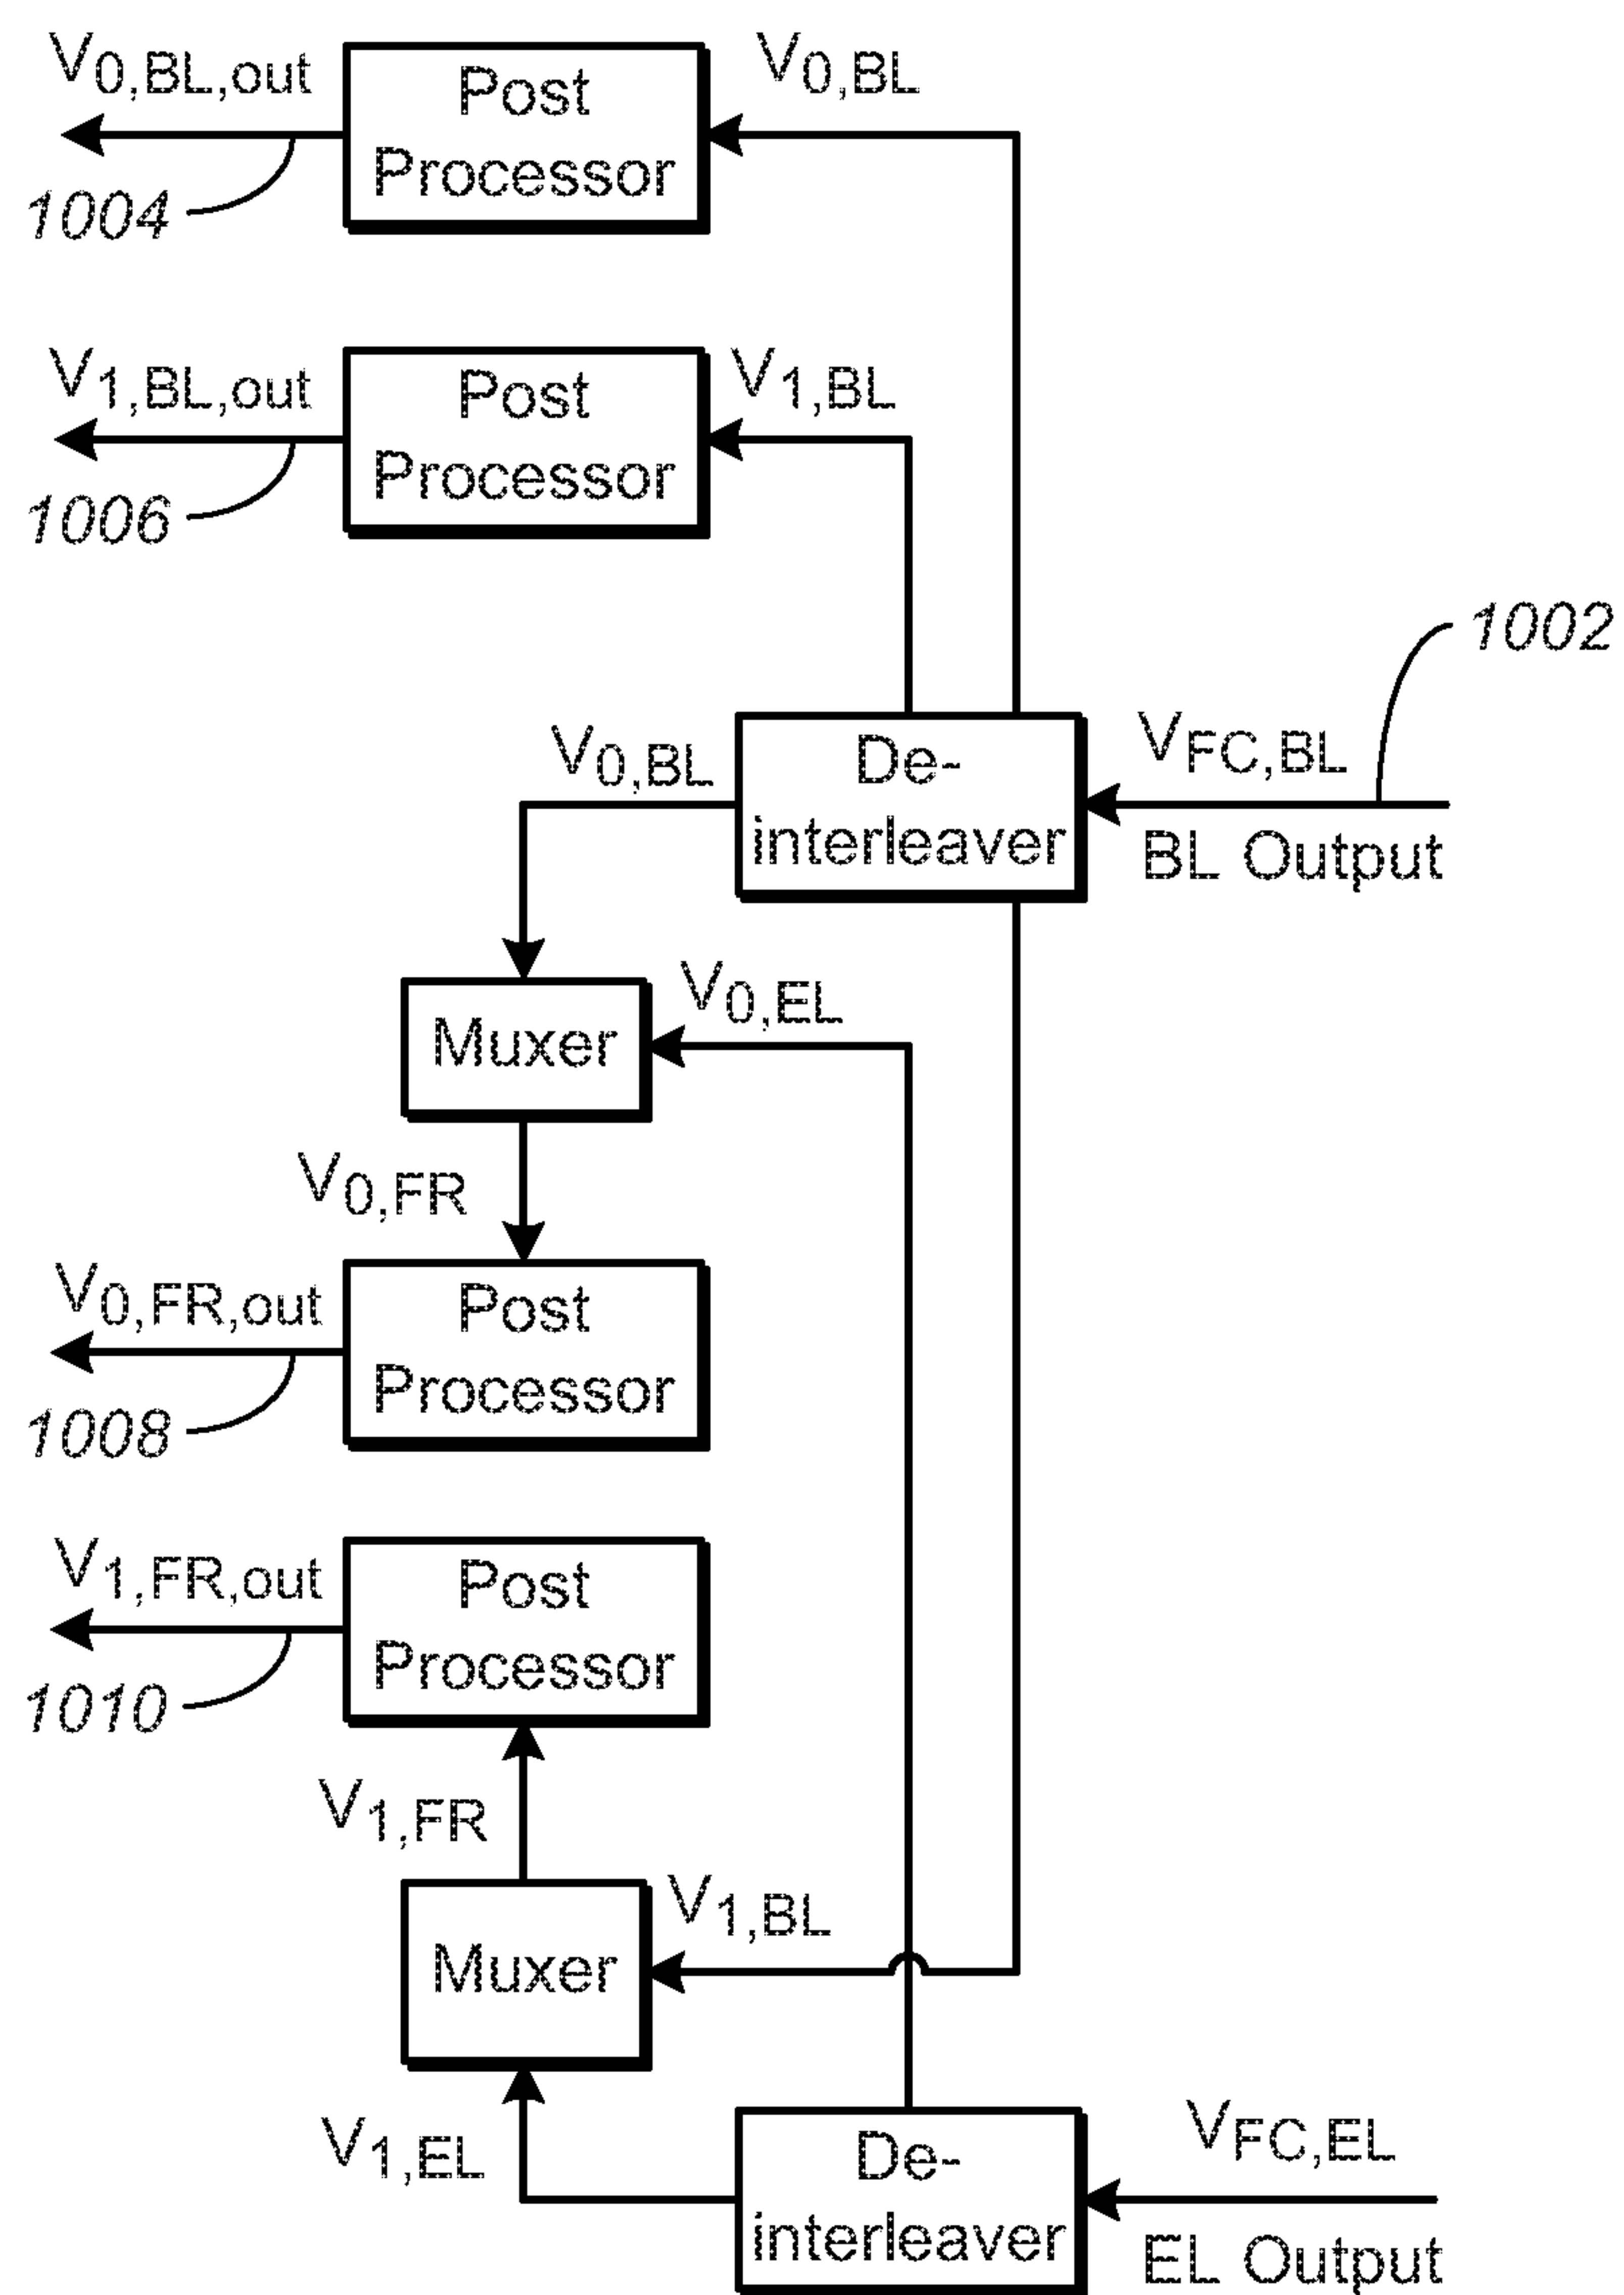 V0,BL,out
Post
Processor
V0,BL
1004
V1,BL,out
Post
Processor
V1,BL
1006
1002
V0,BL
De-
interleaver
VFC,BL
BL Output
V0,EL
Muxer
V0,FR
V0,FR,out
Post
Processor
1008
V1,FR,out
Post
Processor
1010
V1,FR
V1,BL
Muxer
V1,EL
De-
interleaver
VFC,EL
EL Output